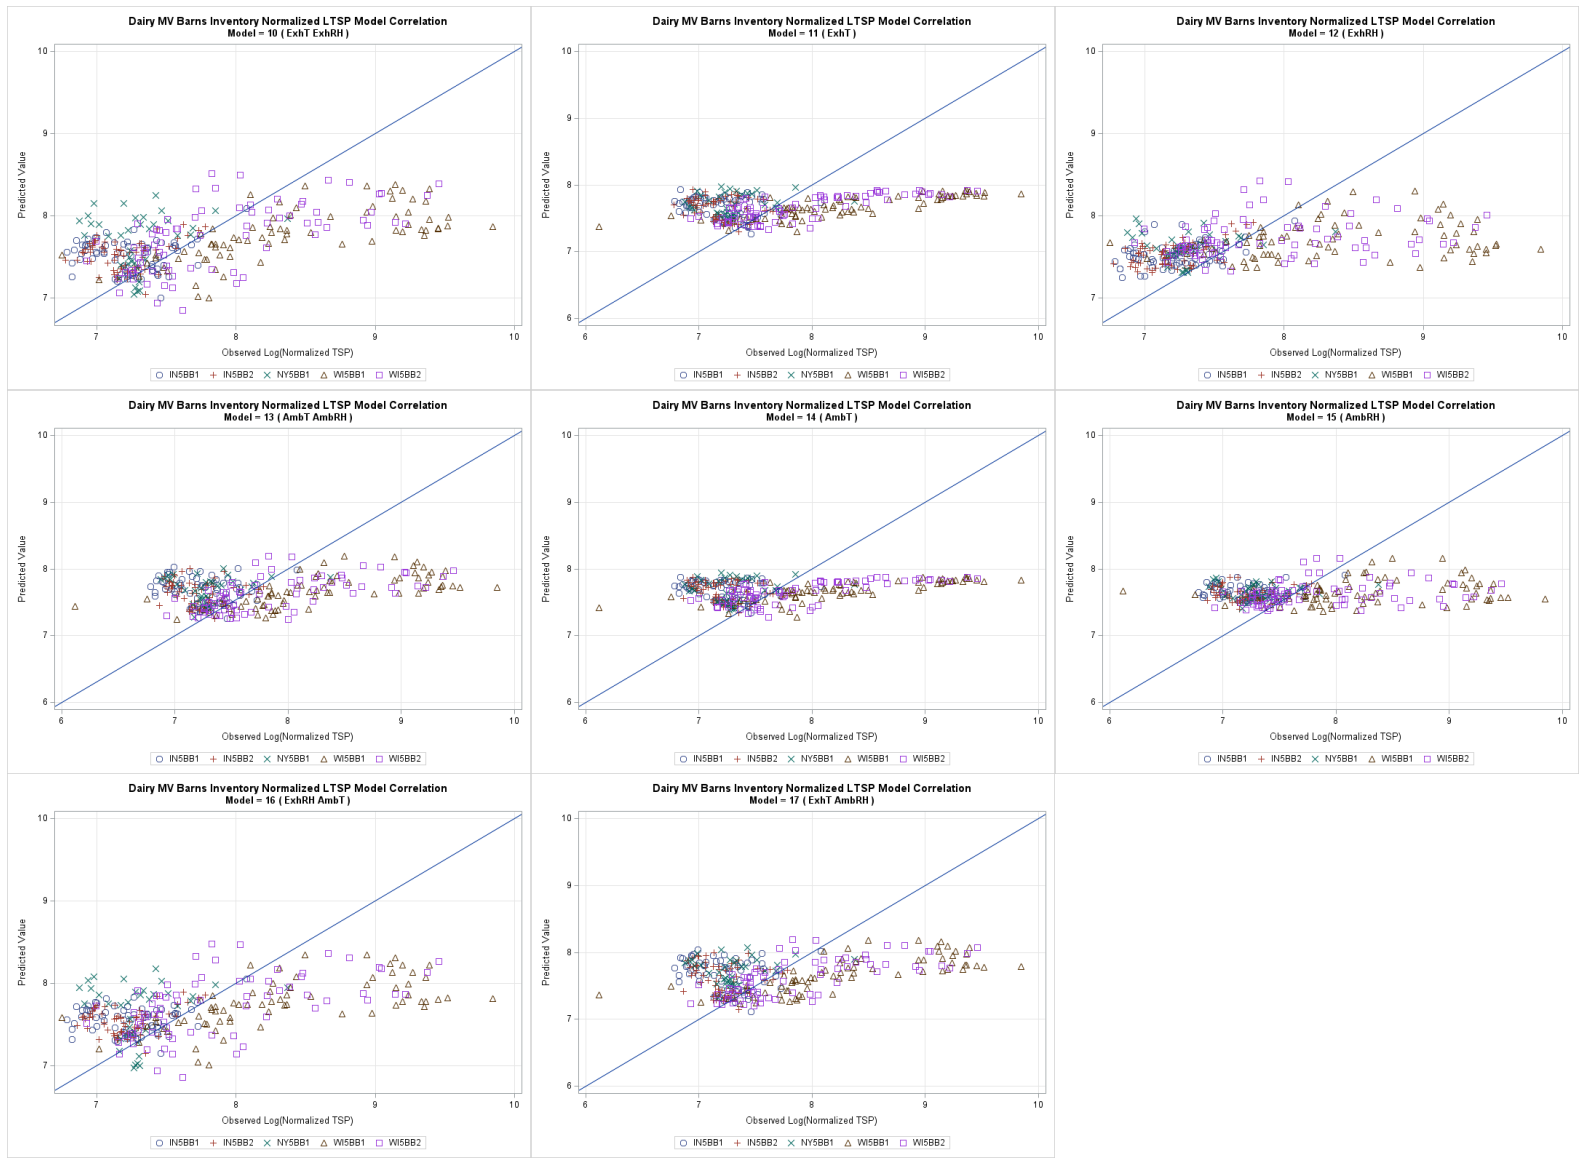 Dairy MV Barns Inventory Normalized LTSP Model Correlation
Model = 10 ( ExhT ExhRH )
10
9
8
7
Predicted Value
7 8 9 10
Observed Log(Normalized TSP)
IN5BB1 IN5BB2 NY5BB1 WI5BB1 WI5BB2
Dairy MV Barns Inventory Normalized LTSP Model Correlation
Model = 11 ( ExhT )
10
9
8
7
6
Predicted Value
6 7 8 9 10
Observed Log(Normalized TSP)
IN5BB1 IN5BB2 NY5BB1 WI5BB1 WI5BB2
Dairy MV Barns Inventory Normalized LTSP Model Correlation
Model = 12 ( ExhRH )
10
9
8
7
Predicted Value
7 8 9 10
Observed Log(Normalized TSP)
IN5BB1 IN5BB2 NY5BB1 WI5BB1 WI5BB2
Dairy MV Barns Inventory Normalized LTSP Model Correlation
Model = 13 ( AmbT AmbRH )
10
9
8
7
6
Predicted Value
6 7 8 9 10
Observed Log(Normalized TSP)
IN5BB1 IN5BB2 NY5BB1 WI5BB1 WI5BB2
Dairy MV Barns Inventory Normalized LTSP Model Correlation
Model = 14 ( AmbT )
10
9
8
7
6
Predicted Value
6 7 8 9 10
Observed Log(Normalized TSP)
IN5BB1 IN5BB2 NY5BB1 WI5BB1 WI5BB2
Dairy MV Barns Inventory Normalized LTSP Model Correlation
Model = 15 ( AmbRH )
10
9
8
7
6
Predicted Value
6 7 8 9 10
Observed Log(Normalized TSP)
IN5BB1 IN5BB2 NY5BB1 WI5BB1 WI5BB2
Dairy MV Barns Inventory Normalized LTSP Model Correlation
Model = 16 ( ExhRH AmbT )
10
9
8
7
Predicted Value
7 8 9 10
Observed Log(Normalized TSP)
IN5BB1 IN5BB2 NY5BB1 WI5BB1 WI5BB2
Dairy MV Barns Inventory Normalized LTSP Model Correlation
Model = 17 ( ExhT AmbRH )
10
9
8
7
6
Predicted Value
6 7 8 9 10
Observed Log(Normalized TSP)
IN5BB1 IN5BB2 NY5BB1 WI5BB1 WI5BB2